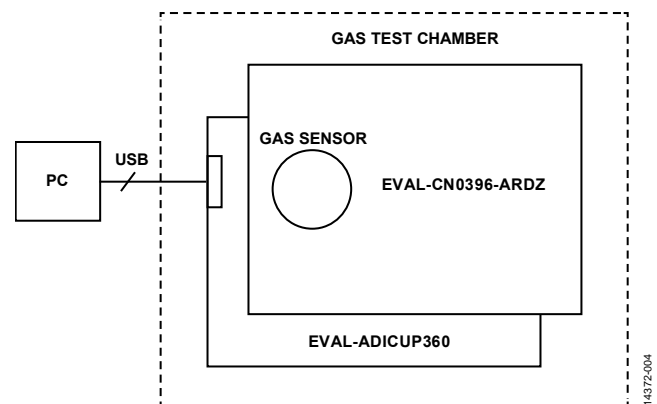 GAS TEST CHAMBER
GAS SENSOR
USB
PC
EVAL-CN0396-ARDZ
EVAL-ADICUP360
14372-004